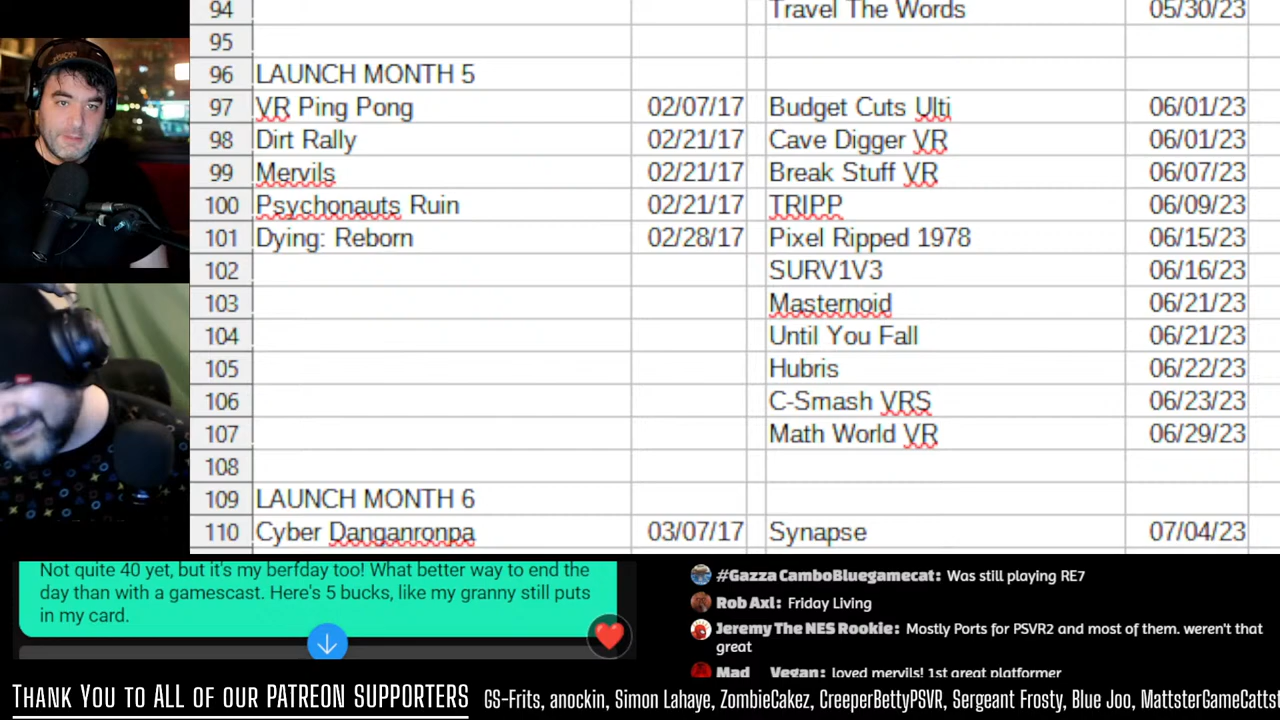 94 Travel The Words 05/30/23
95
96 LAUNCH MONTH 5
97 VR Ping Pong 02/07/17 Budget Cuts Ulti 06/01/23
98 Dirt Rally 02/21/17 Cave Digger VR 06/01/23
99 Mervils 02/21/17 Break Stuff VR 06/07/23
100 Psychonauts Ruin 02/21/17 TRIPP 06/09/23
101 Dying: Reborn 02/28/17 Pixel Ripped 1978 06/15/23
102 SURV1V3 06/16/23
103 Masternoid 06/21/23
104 Until You Fall 06/21/23
105 Hubris 06/22/23
106 C-Smash VRS 06/23/23
107 Math World VR 06/29/23
108
109 LAUNCH MONTH 6
110 Cyber Danganronpa 03/07/17 Synapse 07/04/23
Not quite 40 yet, but it's my berfday too! What better way to end the
day than with a gamescast. Here's 5 bucks, like my granny still puts
in my card.
#Gazza CamboBluegamecat: Was still playing RE7
Rob Axl: Friday Living
Jeremy The NES Rookie: Mostly Ports for PSVR2 and most of them. weren't that
great
Mad Vegan: loved mervils! 1st great platformer
THANK YOU TO ALL OF OUR PATREON SUPPORTERS GS-Frits, anockin, Simon Lahaye, ZombieCakez, CreeperBettyPSVR, Sergeant Frosty, Blue Joo, MattsterGameCattst